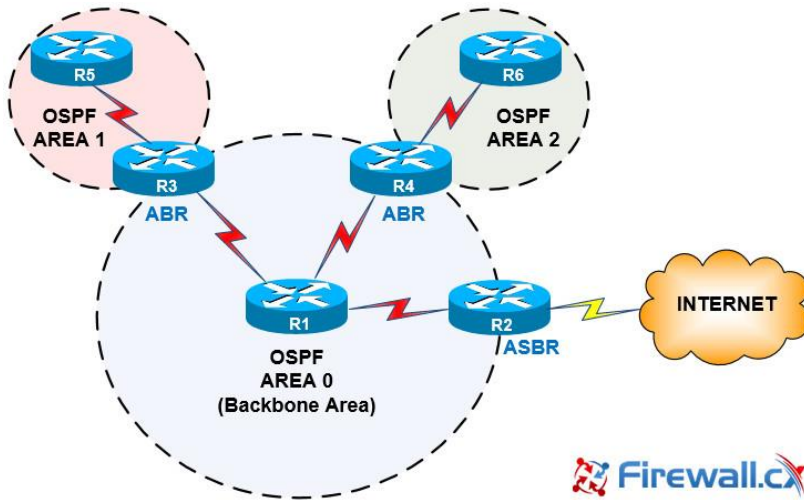 R5
OSPF
AREA 1
R3
ABR
R6
OSPF
AREA 2
R4
ABR
R1
OSPF
AREA 0
(Backbone Area)
R2
ASBR
INTERNET
Firewall.cx